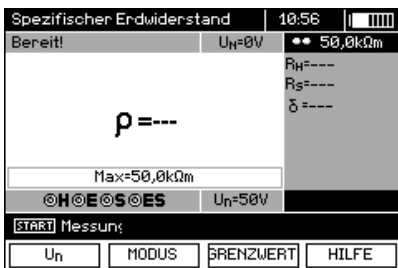 Spezifischer Erdwiderstand 10:56
Bereit! UN=0V 50,0kΩm
RH=---
RS=---
δ=---
ρ=---
Max=50,0kΩm
H E S ES Un=50V
START Messung
Un MODUS GRENZWERT HILFE